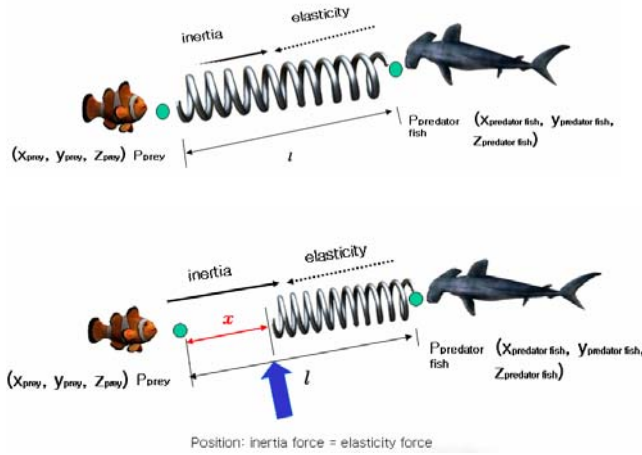 inertia
elasticity
(Xprey, yprey, Zprey) Pprey
l
Ppredator fish
(Xpredator fish, ypredator fish, Zpredator fish)
inertia
elasticity
x
(Xprey, yprey, Zprey) Pprey
l
Ppredator fish
(Xpredator fish, ypredator fish, Zpredator fish)
Position: inertia force = elasticity force